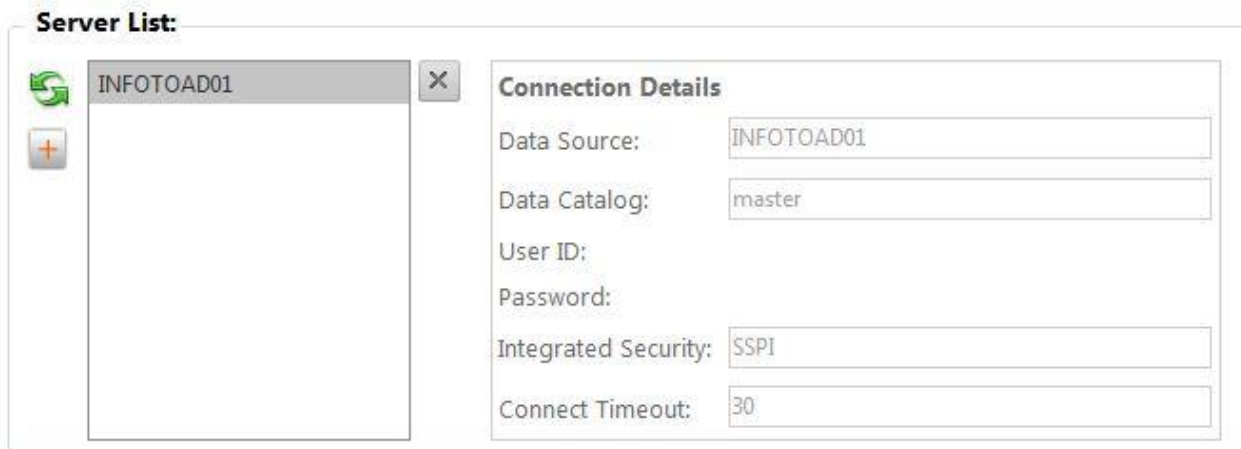 Server List:
INFOTOAD01
Connection Details
Data Source: INFOTOAD01
Data Catalog: master
User ID:
Password:
Integrated Security: SSPI
Connect Timeout: 30